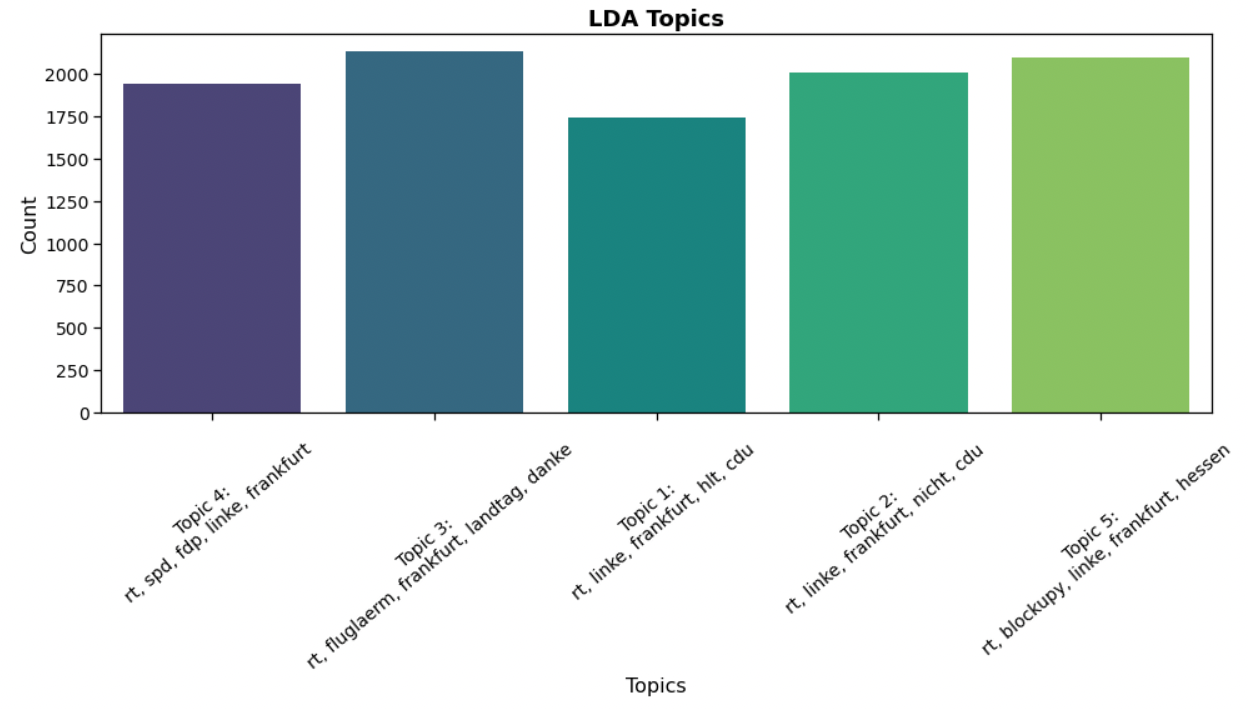 LDA Topics
2000
1750
1500
1250
1000
750
500
250
0
Count
Topic 4:
rt, spd, fdp, linke, frankfurt
Topic 3:
rt, fluglaerm, frankfurt, landtag, danke
Topic 1:
rt, linke, frankfurt, hlt, cdu
Topic 2:
rt, linke, frankfurt, nicht, cdu
Topic 5:
rt, blockupy, linke, frankfurt, hessen
Topics